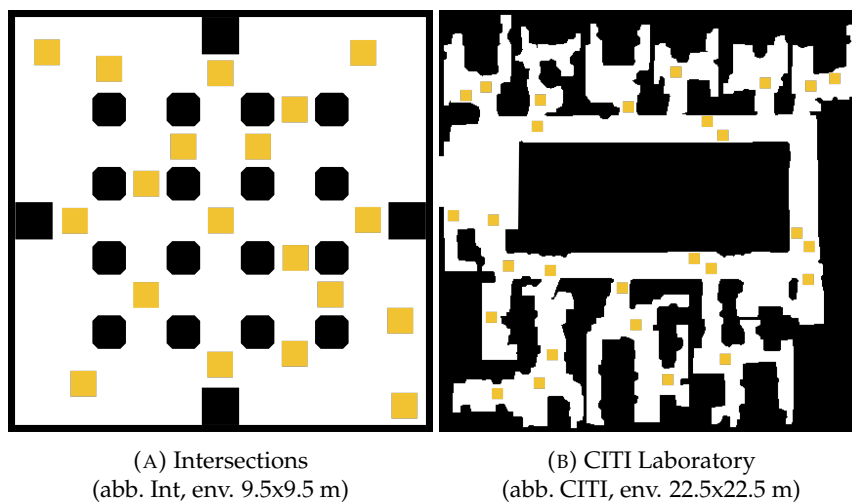 (A) Intersections
(abb. Int, env. 9.5x9.5 m)
(B) CITI Laboratory
(abb. CITI, env. 22.5x22.5 m)